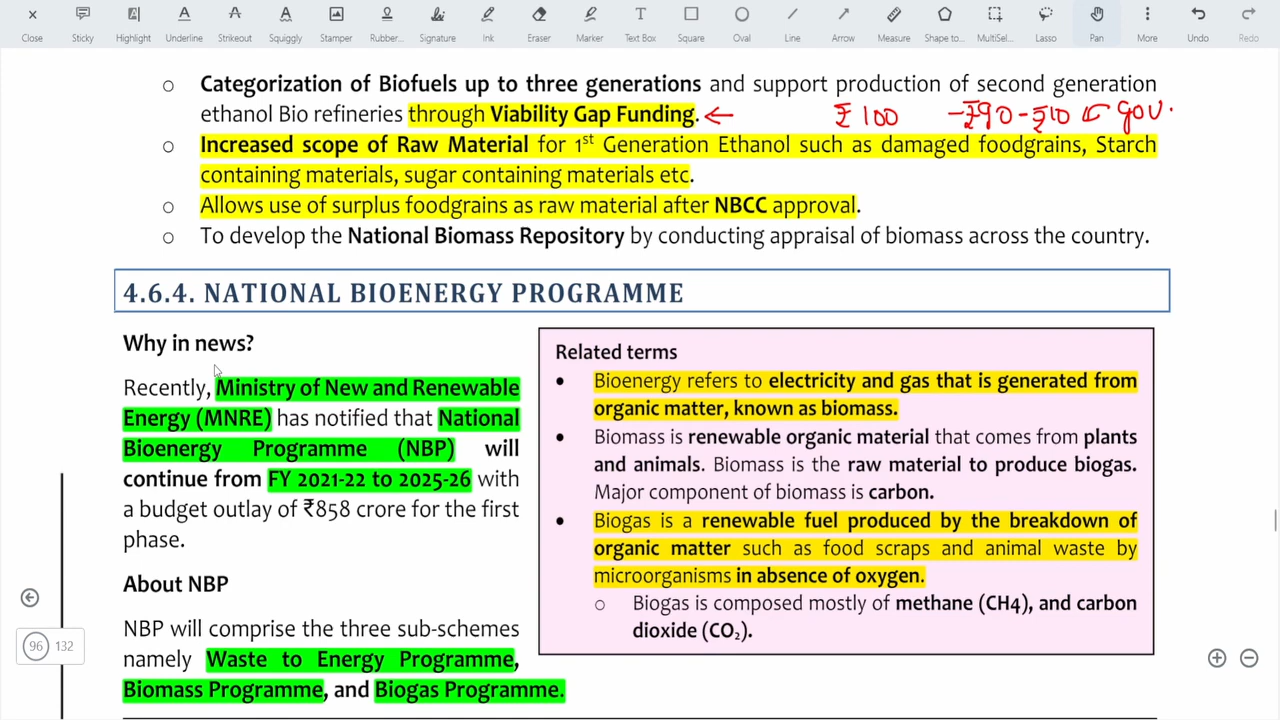 Close Sticky Highlight Underline Strikeout Squiggly Stamper Rubber... Signature Ink Eraser Marker Text Box Square Oval Line Arrow Measure Shape to... MultiSel... Lasso Pan More Undo Redo
○ Categorization of Biofuels up to three generations and support production of second generation
ethanol Bio refineries through Viability Gap Funding. ← ₹100 -₹90 - ₹10 ← gov.
○ Increased scope of Raw Material for 1st Generation Ethanol such as damaged foodgrains, Starch
containing materials, sugar containing materials etc.
○ Allows use of surplus foodgrains as raw material after NBCC approval.
○ To develop the National Biomass Repository by conducting appraisal of biomass across the country.
4.6.4. NATIONAL BIOENERGY PROGRAMME
Why in news?
Recently, Ministry of New and Renewable
Energy (MNRE) has notified that National
Bioenergy Programme (NBP) will
continue from FY 2021-22 to 2025-26 with
a budget outlay of ₹858 crore for the first
phase.
About NBP
NBP will comprise the three sub-schemes
namely Waste to Energy Programme,
Biomass Programme, and Biogas Programme.
Related terms
• Bioenergy refers to electricity and gas that is generated from
organic matter, known as biomass.
• Biomass is renewable organic material that comes from plants
and animals. Biomass is the raw material to produce biogas.
Major component of biomass is carbon.
• Biogas is a renewable fuel produced by the breakdown of
organic matter such as food scraps and animal waste by
microorganisms in absence of oxygen.
○ Biogas is composed mostly of methane (CH4), and carbon
dioxide (CO₂).
96 132